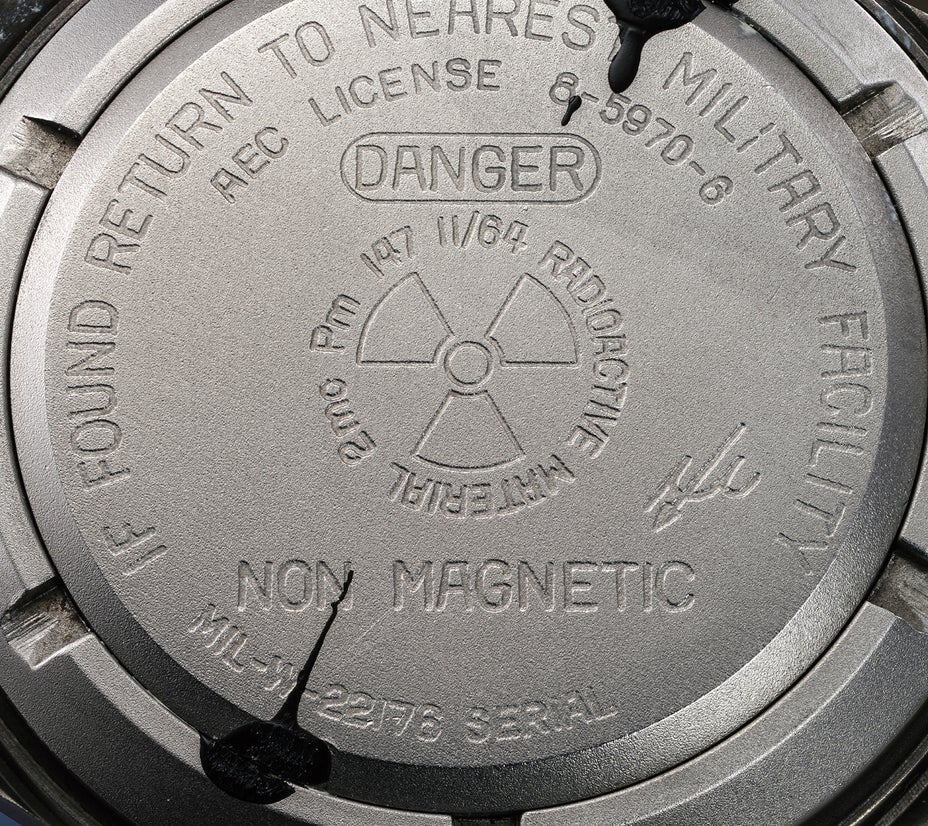 IF FOUND RETURN TO NEAREST MILITARY FACILITY
AEC LICENSE 8-5970-6
DANGER
2mc Pm 147 11/64 RADIOACTIVE MATERIAL
NON MAGNETIC
MIL-W-22176 SERIAL